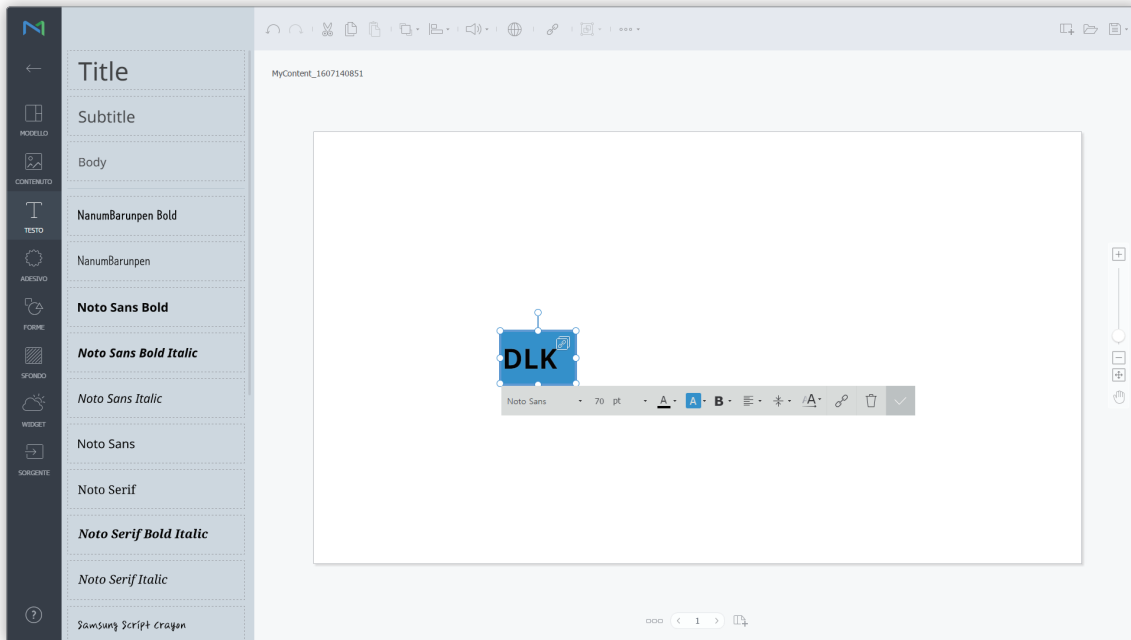 MyContent_1607140851
MODELLO
CONTENUTO
TESTO
ADESIVO
FORME
SFONDO
WIDGET
SORGENTE
?
Title
Subtitle
Body
NanumBarunpen Bold
NanumBarunpen
Noto Sans Bold
Noto Sans Bold Italic
Noto Sans Italic
Noto Sans
Noto Serif
Noto Serif Bold Italic
Noto Serif Italic
Samsung Script Crayon
DLK
Noto Sans 70 pt A A B AA
1